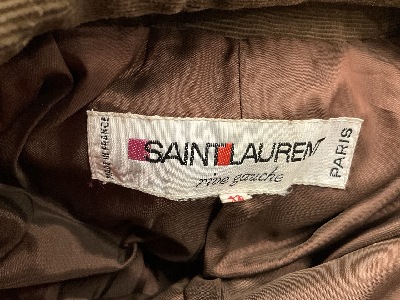 MADE IN FRANCE
SAINT LAURENT
rive gauche
PARIS